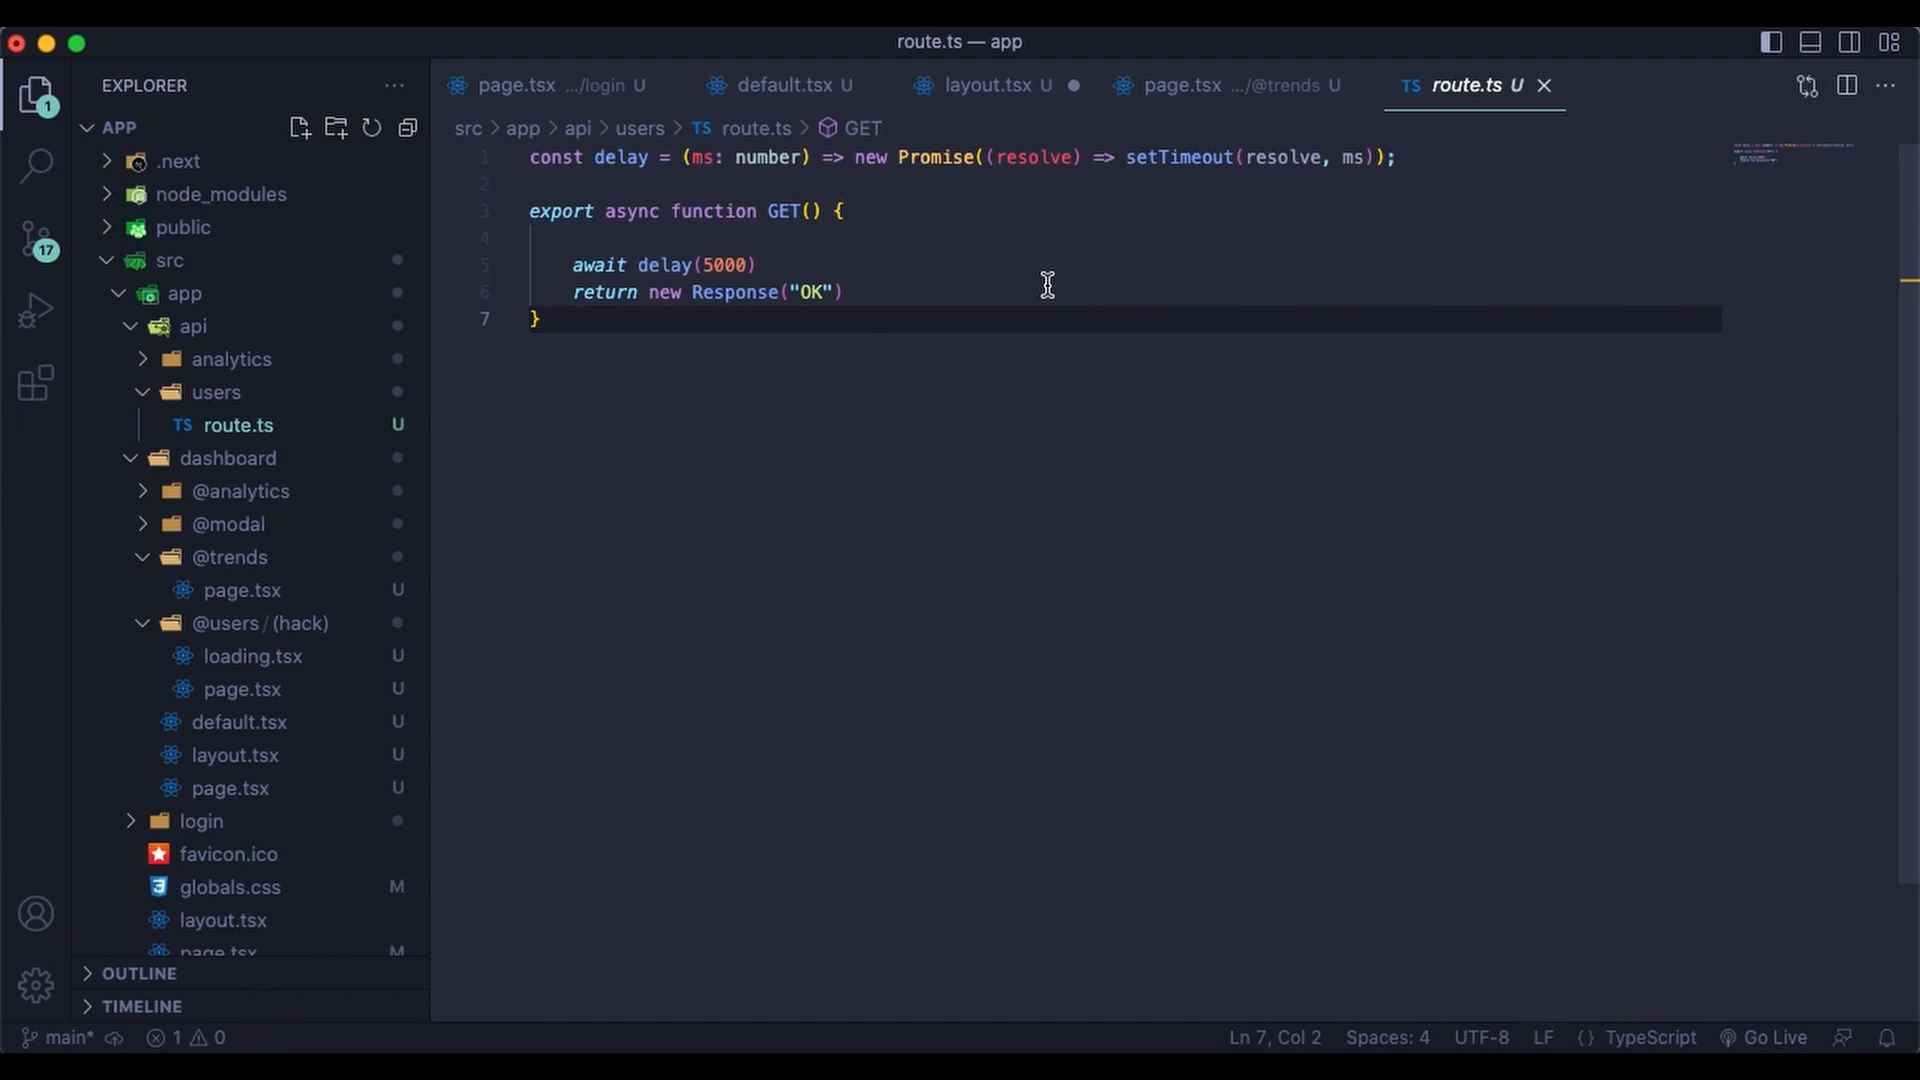 route.ts — app
EXPLORER
page.tsx .../login U
default.tsx U
layout.tsx U
page.tsx .../@trends U
TS route.ts U
src > app > api > users > TS route.ts > GET
1 const delay = (ms: number) => new Promise((resolve) => setTimeout(resolve, ms));
2
3 export async function GET() {
4
5 await delay(5000)
6 return new Response("OK")
7 }
1
17
APP
.next
node_modules
public
src
app
api
analytics
users
TS route.ts U
dashboard
@analytics
@modal
@trends
page.tsx U
@users / (hack)
loading.tsx U
page.tsx U
default.tsx U
layout.tsx U
page.tsx U
login
favicon.ico
globals.css M
layout.tsx
page.tsx M
OUTLINE
TIMELINE
main* 1 0
Ln 7, Col 2 Spaces: 4 UTF-8 LF {} TypeScript Go Live